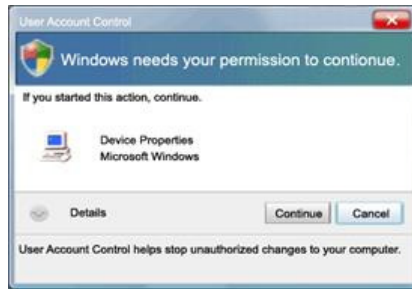 User Account Control
Windows needs your permission to contionue.
If you started this action, continue.
Device Properties
Microsoft Windows
Details
Continue
Cancel
User Account Control helps stop unauthorized changes to your computer.